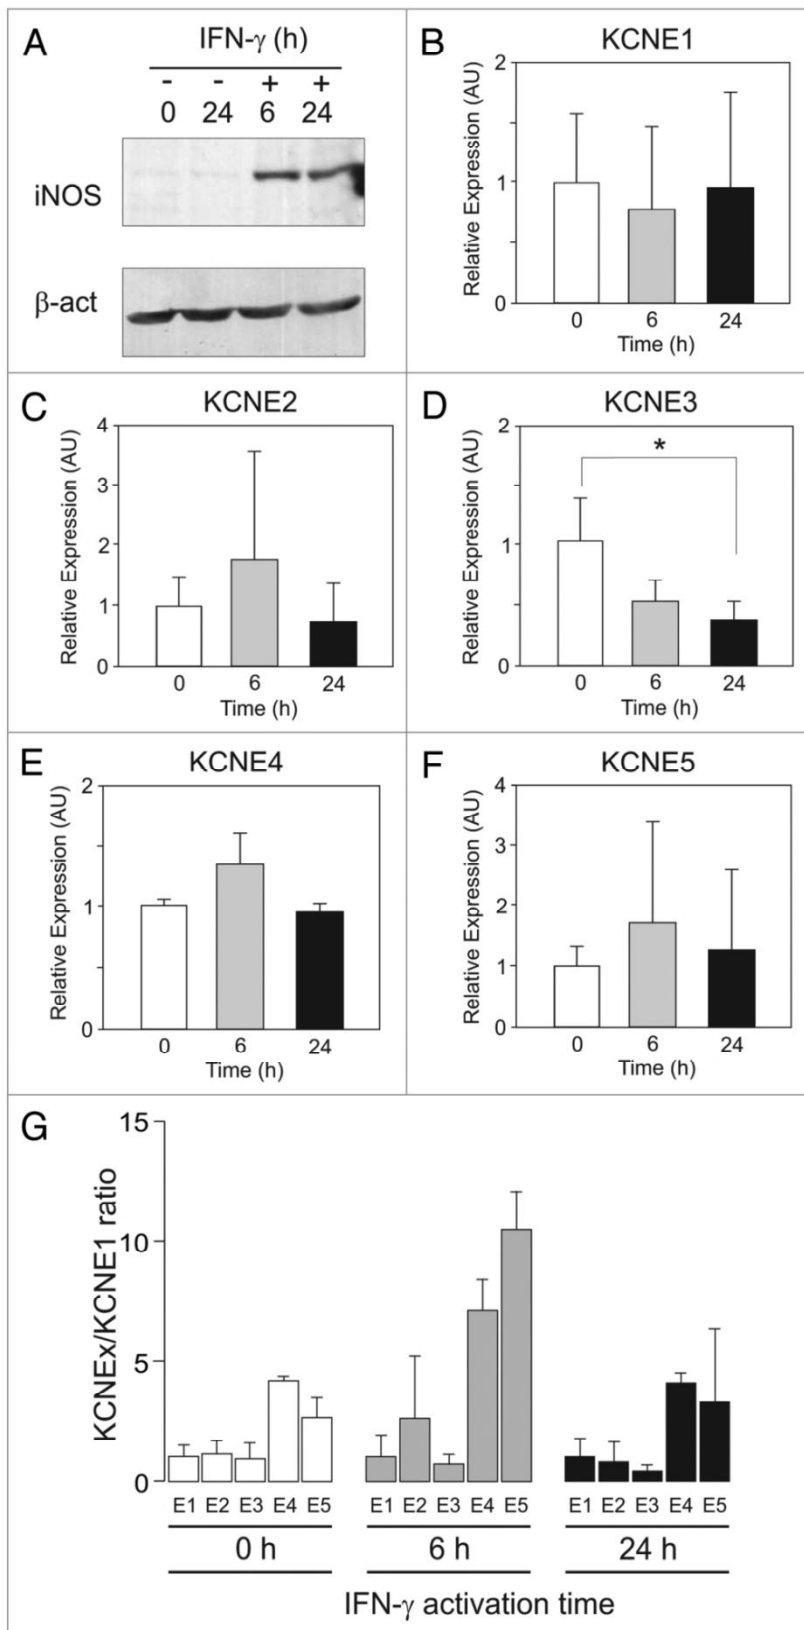 A
IFN-γ (h)
- - + +
0 24 6 24
iNOS
β-act
B
KCNE1
Relative Expression (AU)
2
1
0
0 6 24
Time (h)
C
KCNE2
Relative Expression (AU)
4
3
2
1
0
0 6 24
Time (h)
D
KCNE3
Relative Expression (AU)
2
1
0
*
0 6 24
Time (h)
E
KCNE4
Relative Expression (AU)
2
1
0
0 6 24
Time (h)
F
KCNE5
Relative Expression (AU)
4
3
2
1
0
0 6 24
Time (h)
G
KCNEx/KCNE1 ratio
15
10
5
0
E1 E2 E3 E4 E5 E1 E2 E3 E4 E5 E1 E2 E3 E4 E5
0 h 6 h 24 h
IFN-γ activation time